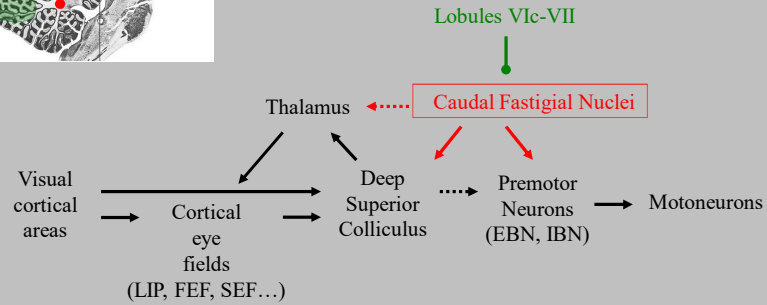 Lobules VIc-VII
Caudal Fastigial Nuclei
Thalamus
Visual
cortical
areas
Cortical
eye
fields
(LIP, FEF, SEF…)
Deep
Superior
Colliculus
Premotor
Neurons
(EBN, IBN)
Motoneurons